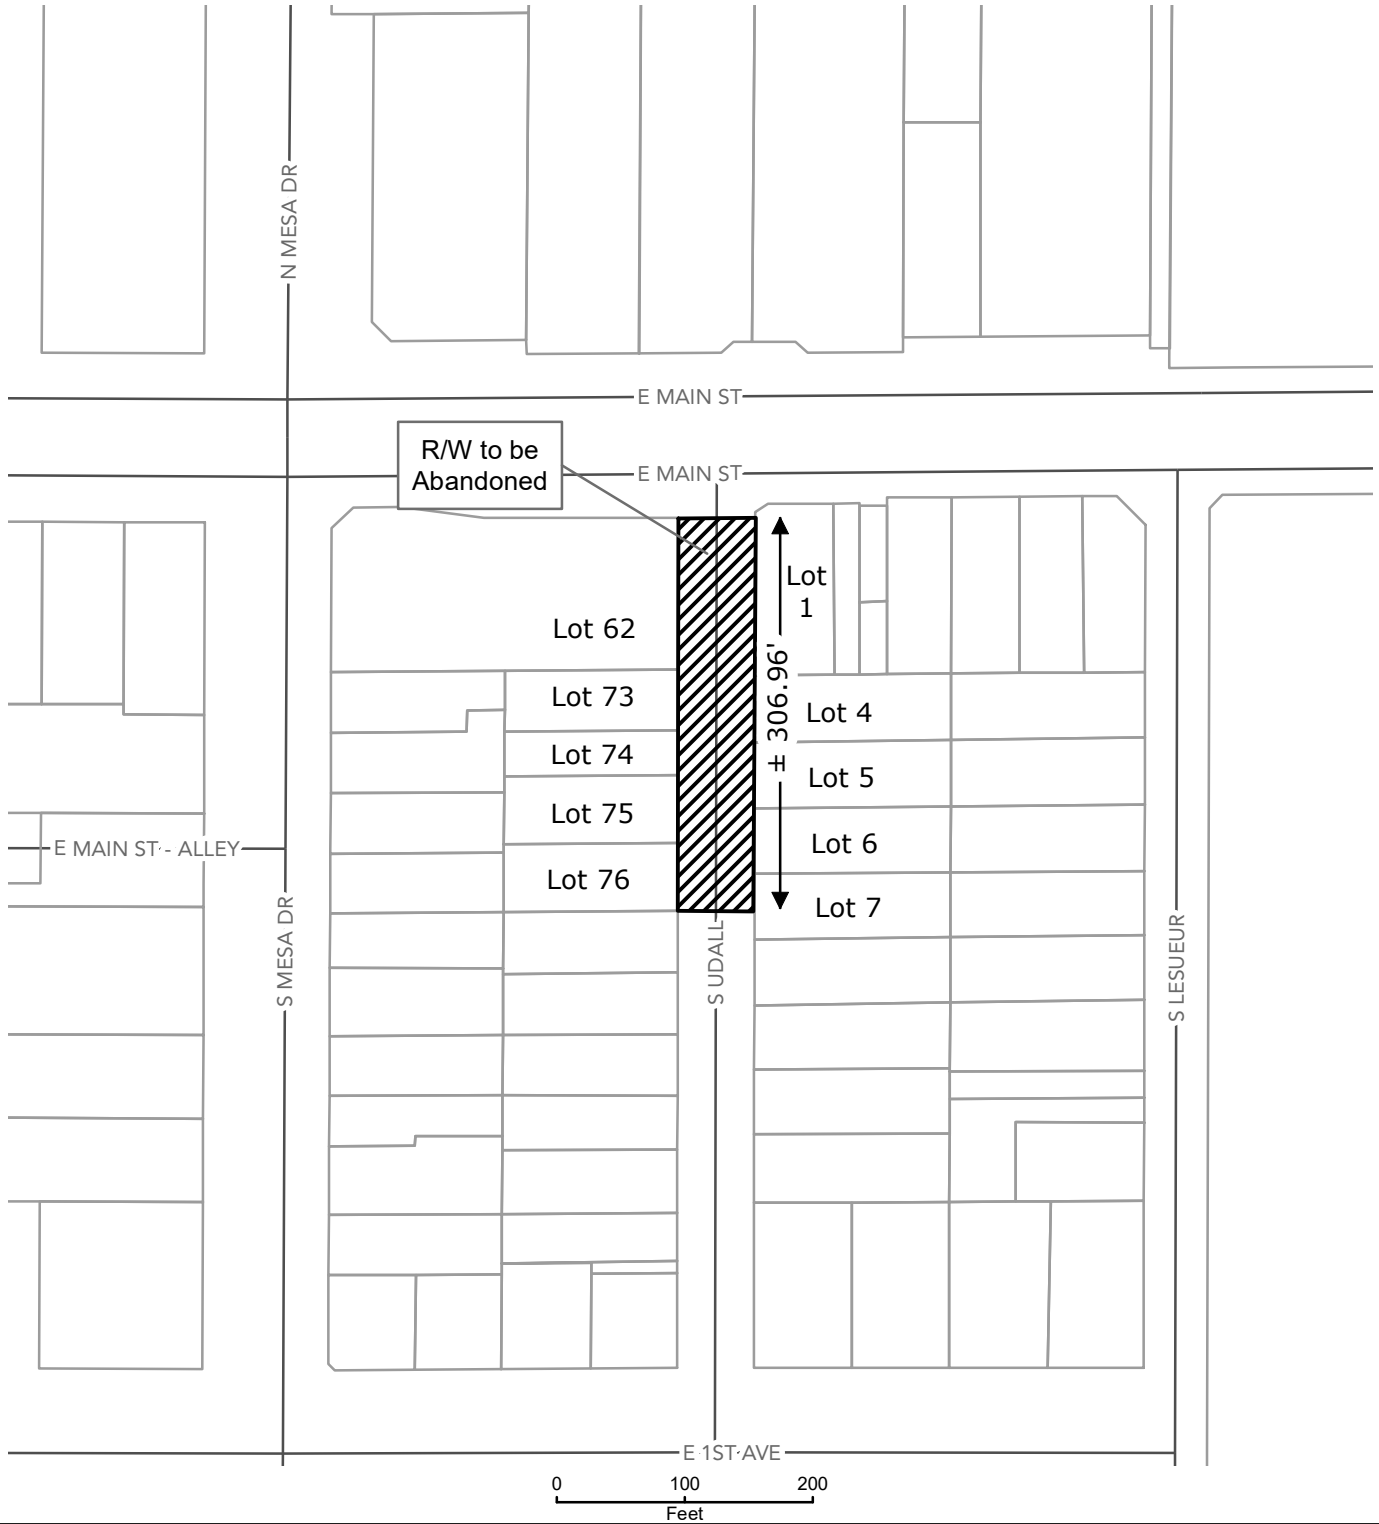 N MESA DR
E MAIN ST
R/W to be
Abandoned
E MAIN ST
Lot
1
Lot 62
± 306.96'
Lot 73
Lot 4
Lot 74
Lot 5
Lot 75
Lot 6
E MAIN ST - ALLEY
Lot 76
Lot 7
S MESA DR
S UDALL
S LESUEUR
E 1ST AVE
0 100 200
Feet